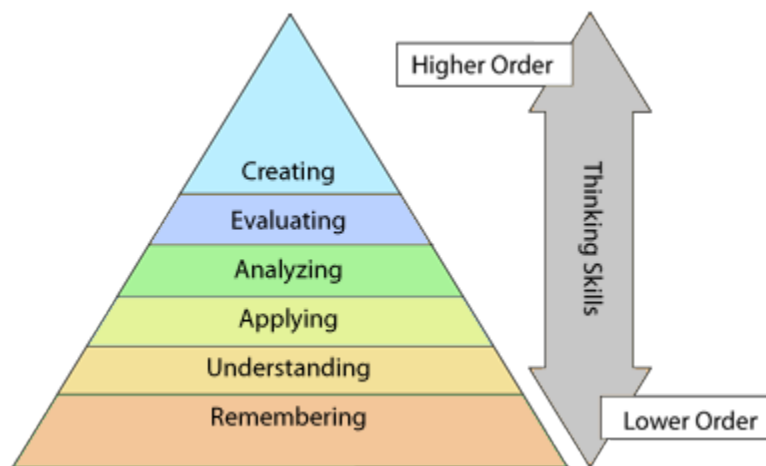 Higher Order
Creating
Evaluating
Analyzing
Applying
Understanding
Remembering
Thinking Skills
Lower Order